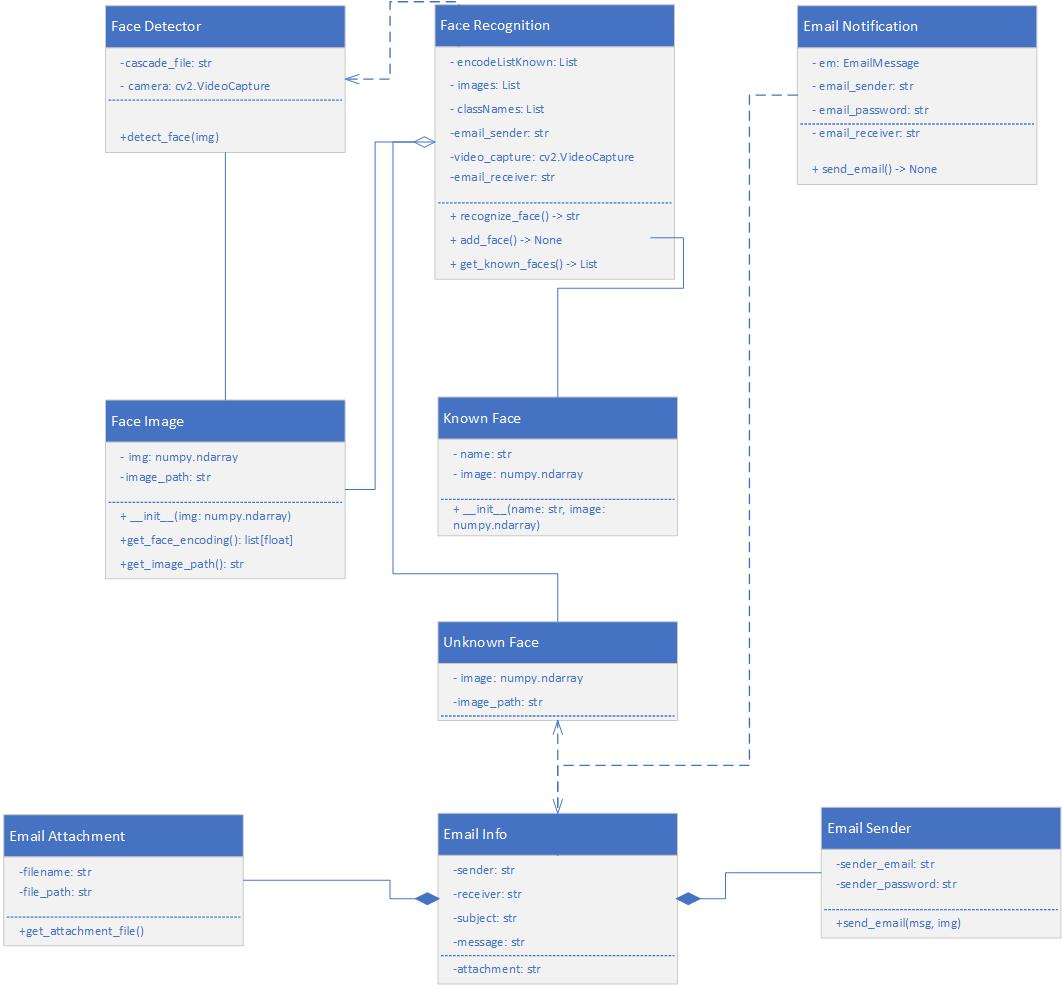 Face Detector
-cascade_file: str
- camera: cv2.VideoCapture
+detect_face(img)
Face Recognition
- encodeListKnown: List
- images: List
- classNames: List
-email_sender: str
-video_capture: cv2.VideoCapture
-email_receiver: str
+ recognize_face() -> str
+ add_face() -> None
+ get_known_faces() -> List
Email Notification
- em: EmailMessage
- email_sender: str
- email_password: str
- email_receiver: str
+ send_email() -> None
Face Image
- img: numpy.ndarray
-image_path: str
+ __init__(img: numpy.ndarray)
+get_face_encoding(): list[float]
+get_image_path(): str
Known Face
- name: str
- image: numpy.ndarray
+ __init__(name: str, image:
numpy.ndarray)
Unknown Face
- image: numpy.ndarray
-image_path: str
Email Attachment
-filename: str
-file_path: str
+get_attachment_file()
Email Info
-sender: str
-receiver: str
-subject: str
-message: str
-attachment: str
Email Sender
-sender_email: str
-sender_password: str
+send_email(msg, img)